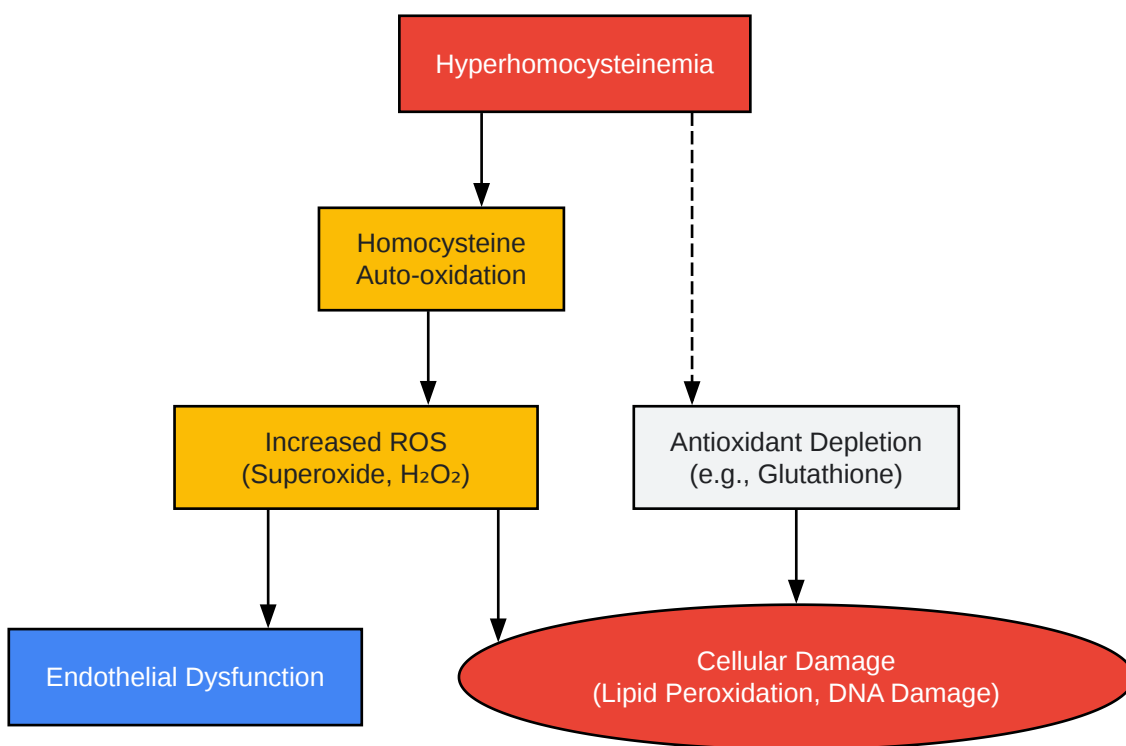 Hyperhomocysteinemia
Homocysteine
Auto-oxidation
Increased ROS
(Superoxide, H₂O₂)
Antioxidant Depletion
(e.g., Glutathione)
Endothelial Dysfunction
Cellular Damage
(Lipid Peroxidation, DNA Damage)